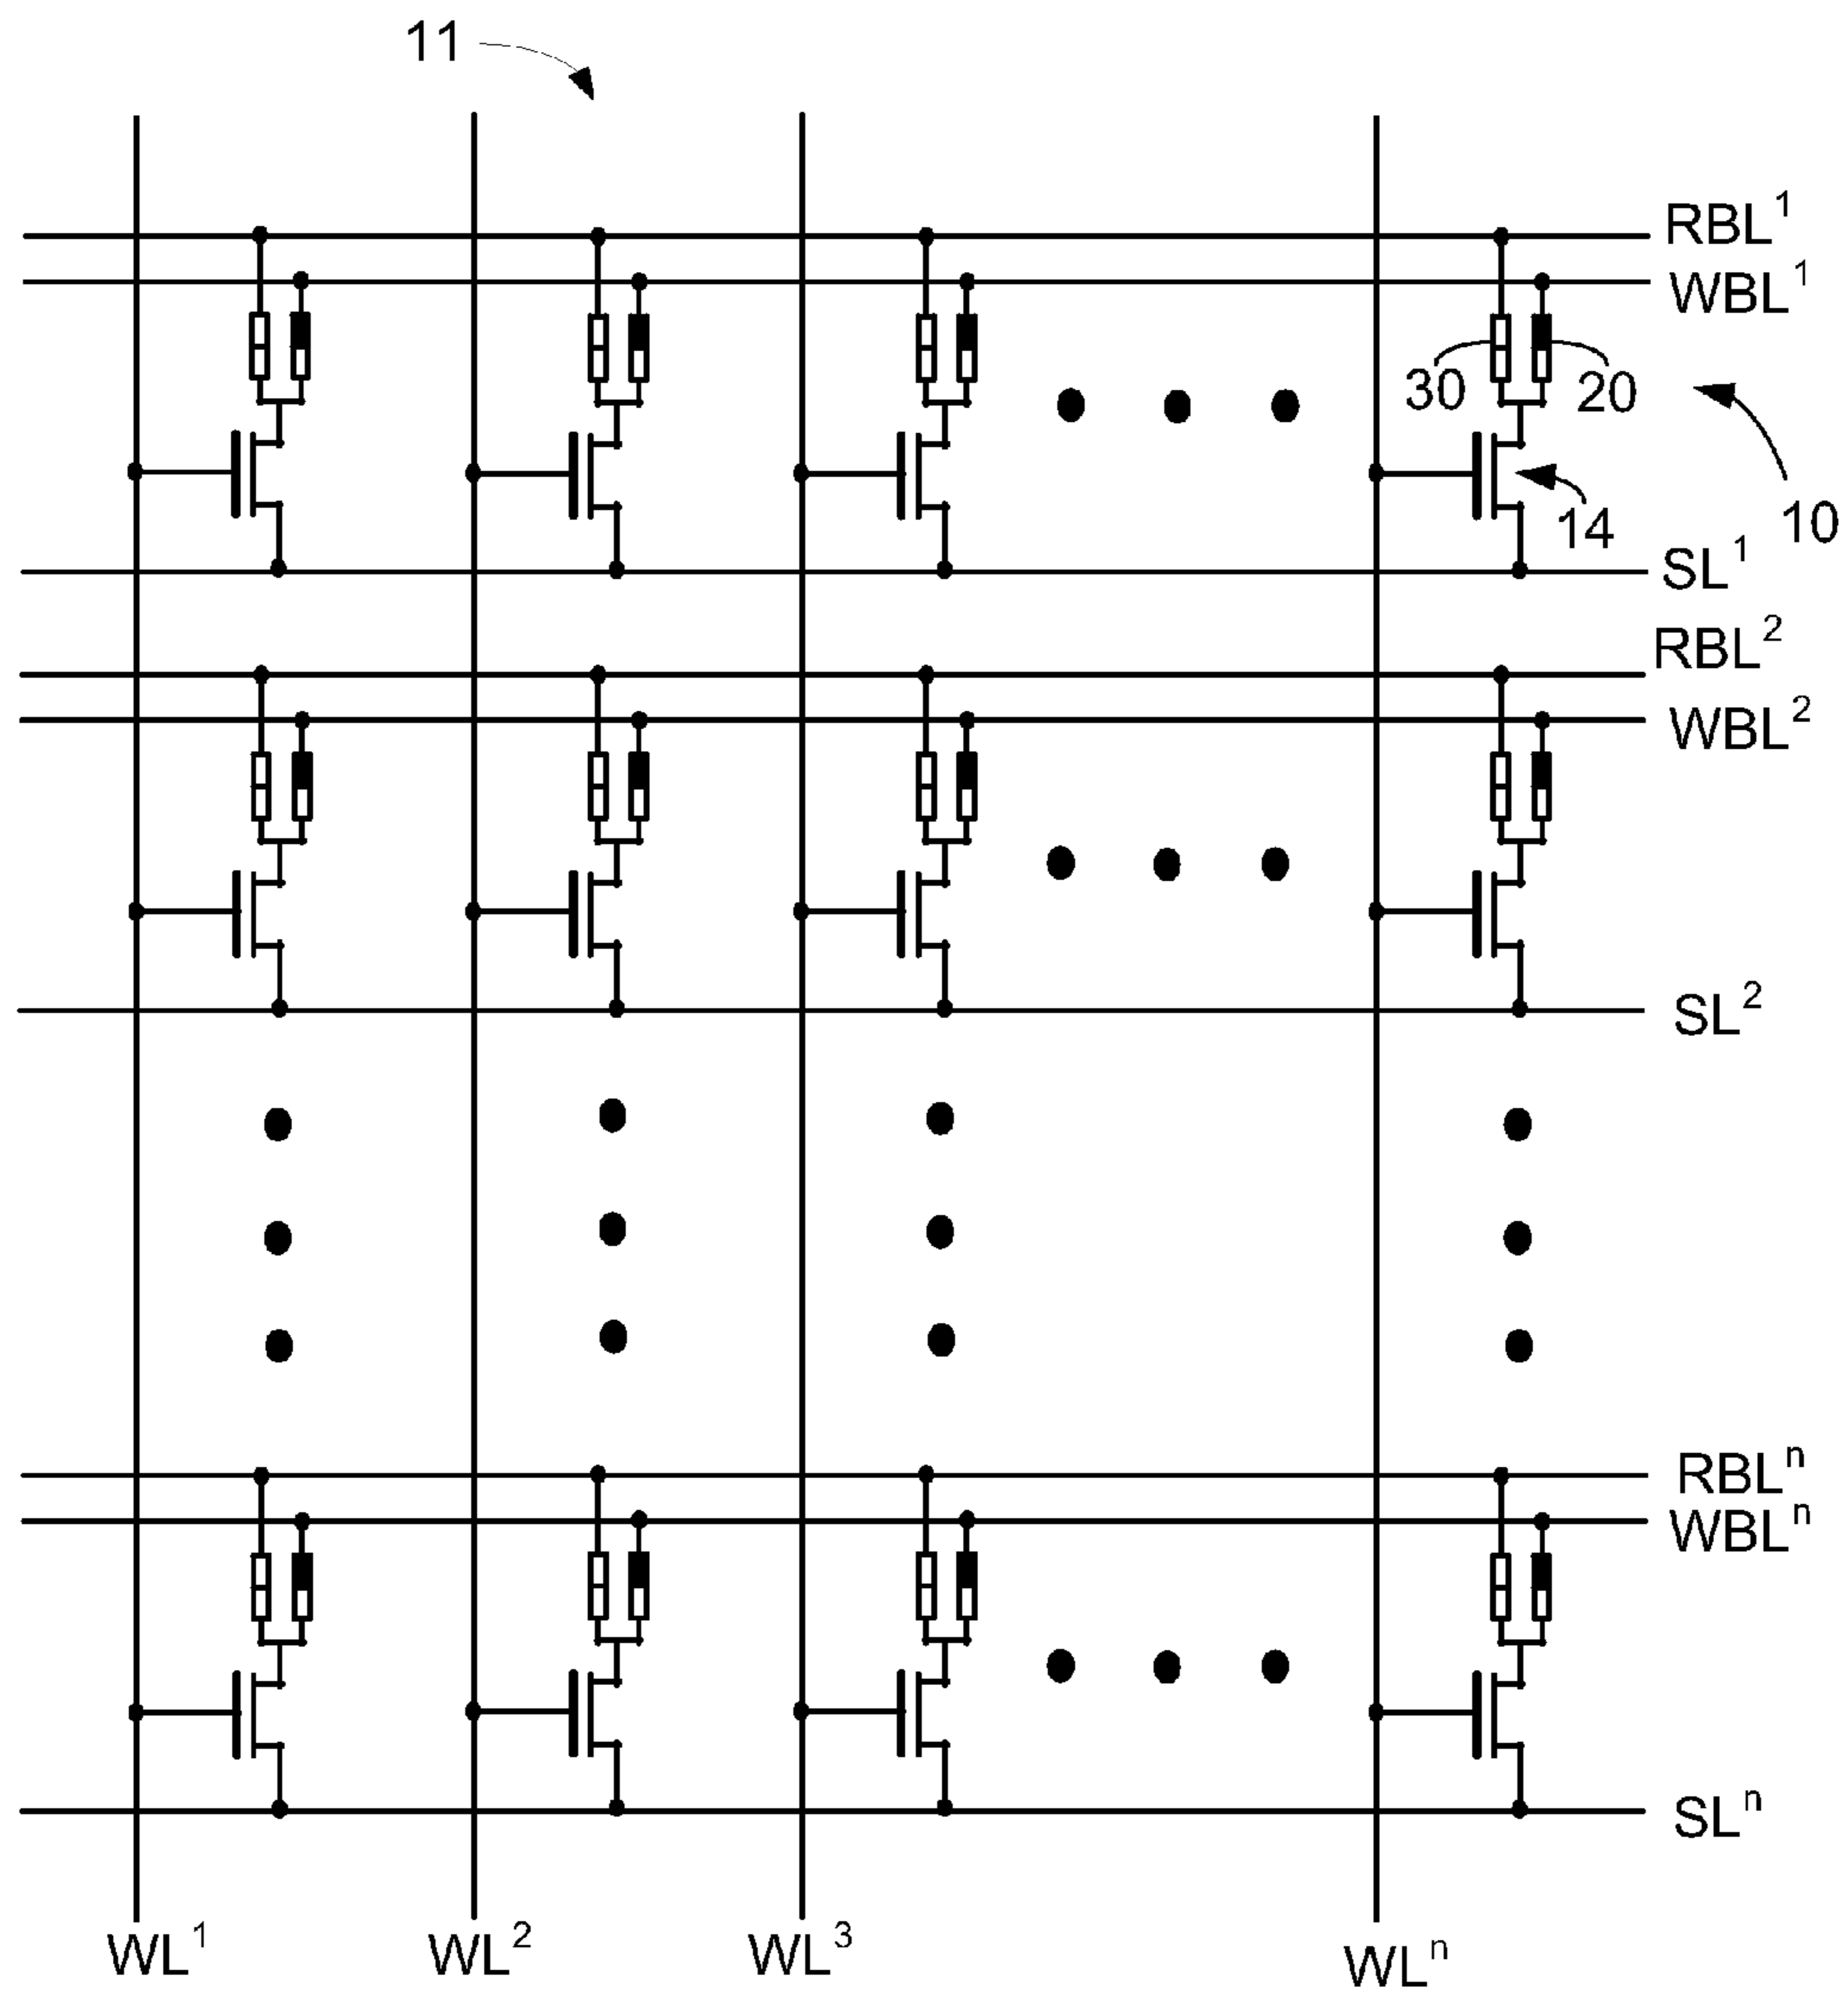 11
RBL¹
WBL¹
30
20
14
10
SL¹
RBL²
WBL²
SL²
RBLⁿ
WBLⁿ
SLⁿ
WL¹ WL² WL³ WLⁿ